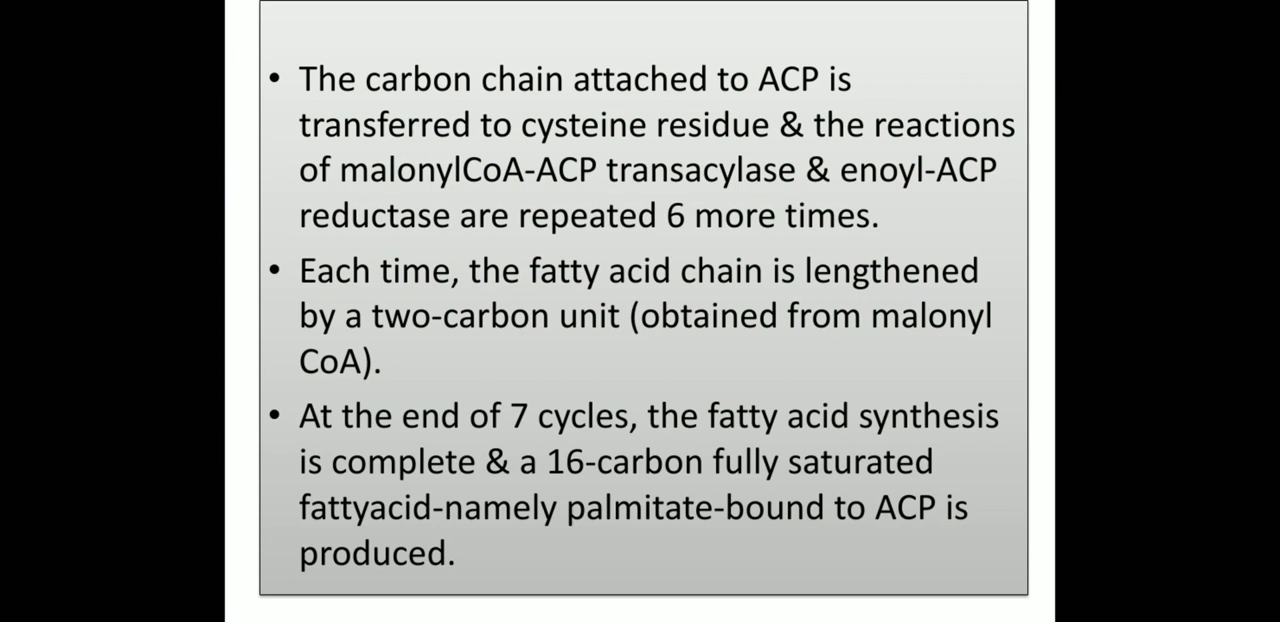 • The carbon chain attached to ACP is
transferred to cysteine residue & the reactions
of malonylCoA-ACP transacylase & enoyl-ACP
reductase are repeated 6 more times.
• Each time, the fatty acid chain is lengthened
by a two-carbon unit (obtained from malonyl
CoA).
• At the end of 7 cycles, the fatty acid synthesis
is complete & a 16-carbon fully saturated
fattyacid-namely palmitate-bound to ACP is
produced.